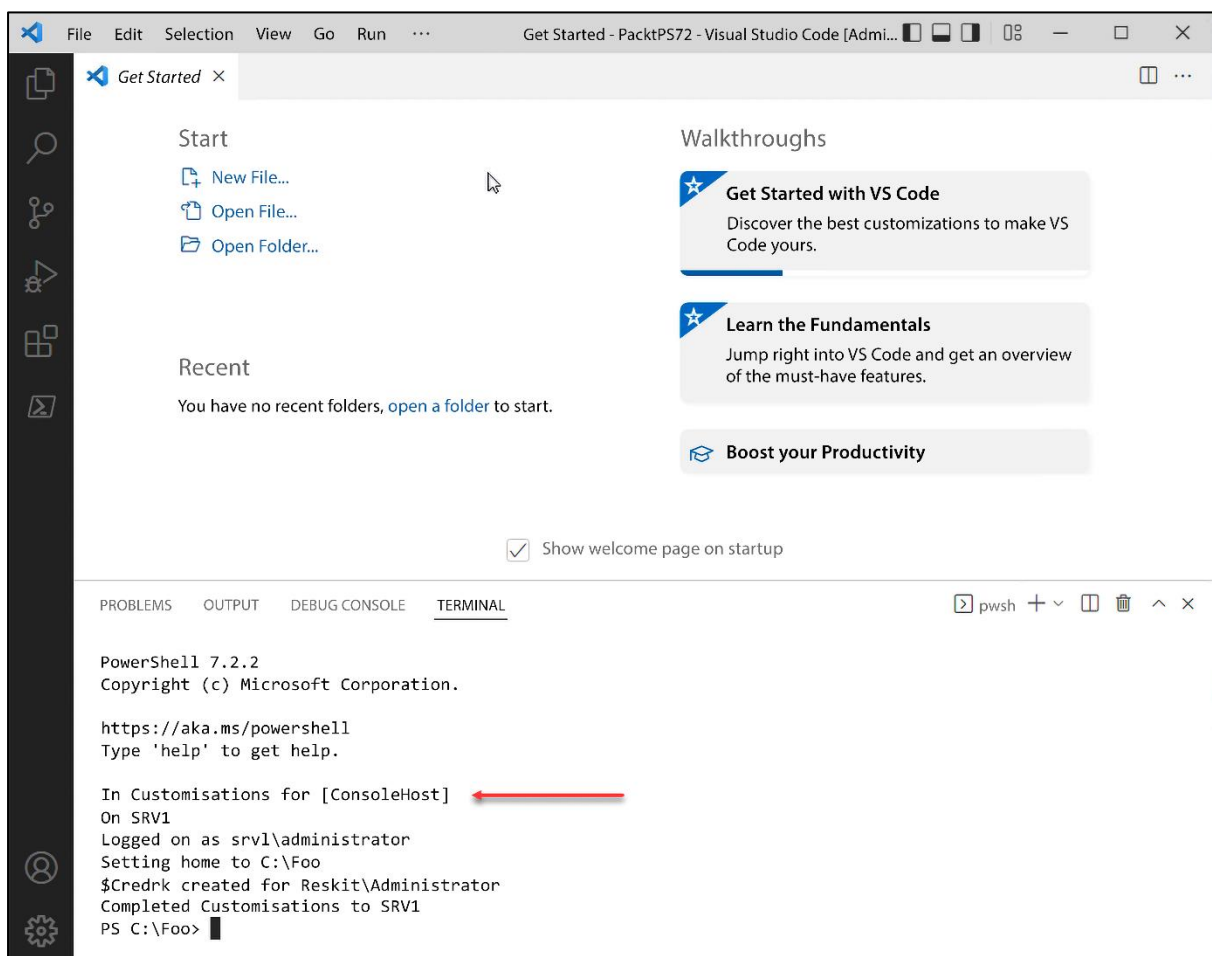 File Edit Selection View Go Run ··· Get Started - PacktPS72 - Visual Studio Code [Admi...
Get Started
Start
New File...
Open File...
Open Folder...
Recent
You have no recent folders, open a folder to start.
Walkthroughs
Get Started with VS Code
Discover the best customizations to make VS
Code yours.
Learn the Fundamentals
Jump right into VS Code and get an overview
of the must-have features.
Boost your Productivity
Show welcome page on startup
PROBLEMS OUTPUT DEBUG CONSOLE TERMINAL pwsh
PowerShell 7.2.2
Copyright (c) Microsoft Corporation.
https://aka.ms/powershell
Type 'help' to get help.
In Customisations for [ConsoleHost]
On SRV1
Logged on as srv1\administrator
Setting home to C:\Foo
$Credrk created for Reskit\Administrator
Completed Customisations to SRV1
PS C:\Foo>